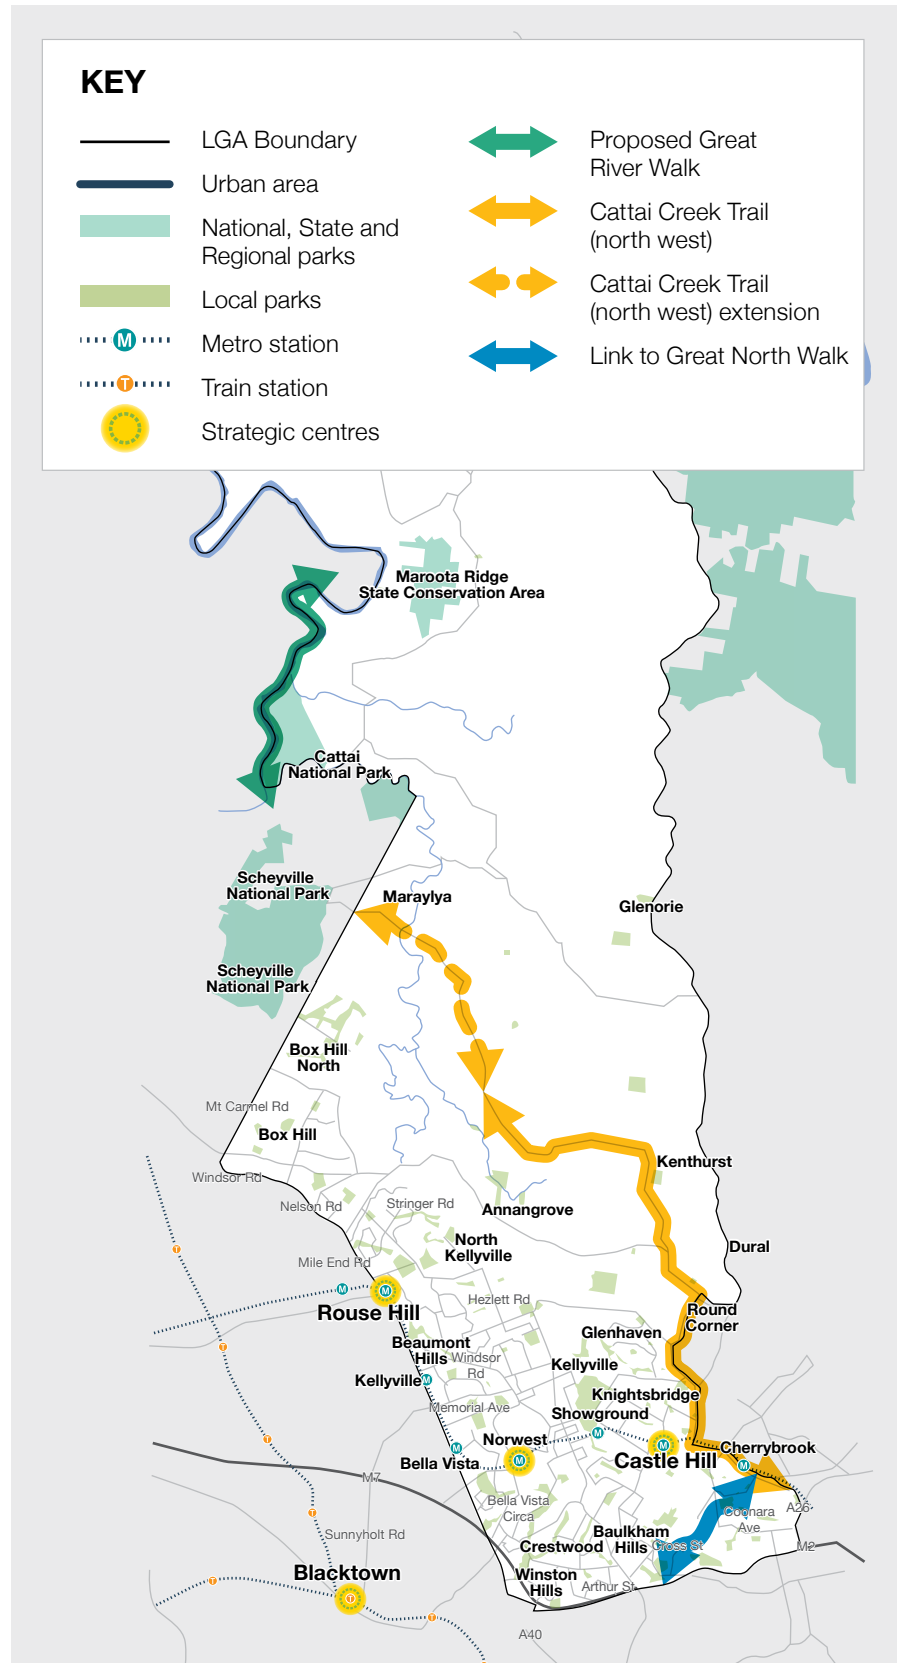 KEY
LGA Boundary
Urban area
National, State and
Regional parks
Local parks
M
Metro station
T
Train station
Strategic centres
Proposed Great
River Walk
Cattai Creek Trail
(north west)
Cattai Creek Trail
(north west) extension
Link to Great North Walk
Maroota Ridge
State Conservation Area
Cattai
National Park
Scheyville
National Park
Maraylya
Glenorie
Scheyville
National Park
Box Hill
North
Mt Carmel Rd
Box Hill
Kenthurst
Windsor Rd
Nelson Rd
Stringer Rd
Annangrove
North
Kellyville
Dural
T
Mile End Rd
M
M
Hezlett Rd
Rouse Hill
Round
Corner
Glenhaven
T
Beaumont
Hills
Windsor
Rd
Kellyville
Kellyville
M
Knightsbridge
Memorial Ave
Showground
M
T
Norwest
M
M
Cherrybrook
Bella Vista
M
Castle Hill
M
M7
Bella Vista
Circa
T
Coonara
Ave
A26
Sunnyholt Rd
Baulkham
Hills
Cross St
Crestwood
M2
Blacktown
Winston
Hills
Arthur St
T
T
T
A40